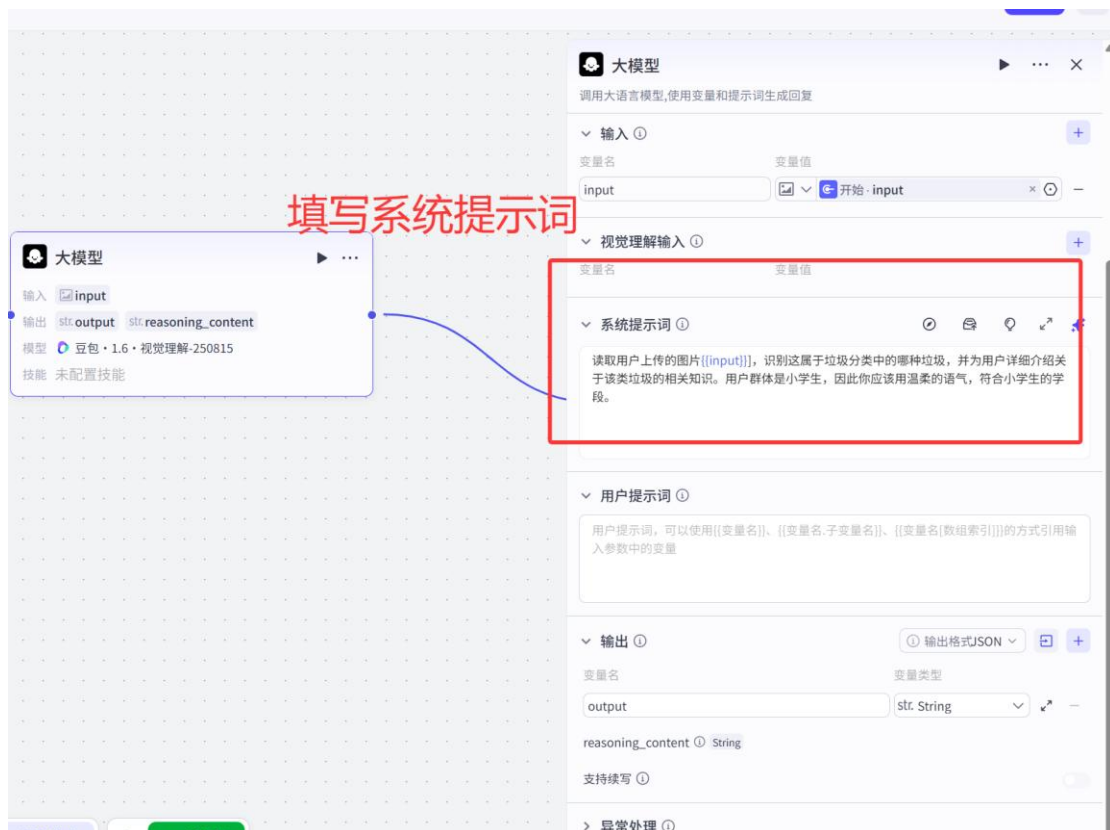 大模型
调用大语言模型,使用变量和提示词生成回复
输入
变量名 变量值
input 开始 · input
填写系统提示词
视觉理解输入
变量名 变量值
大模型
输入 input
输出 str. output str. reasoning_content
模型 豆包・1.6・视觉理解-250815
技能 未配置技能
系统提示词
读取用户上传的图片{{input}}],识别这属于垃圾分类中的哪种垃圾,并为用户详细介绍关
于该类垃圾的相关知识。用户群体是小学生,因此你应该用温柔的语气,符合小学生的学
段。
用户提示词
用户提示词,可以使用{{变量名}}、{{变量名.子变量名}}、{{变量名[数组索引]}}的方式引用输
入参数中的变量
输出 输出格式JSON
变量名 变量类型
output str. String
reasoning_content String
支持续写
异常处理